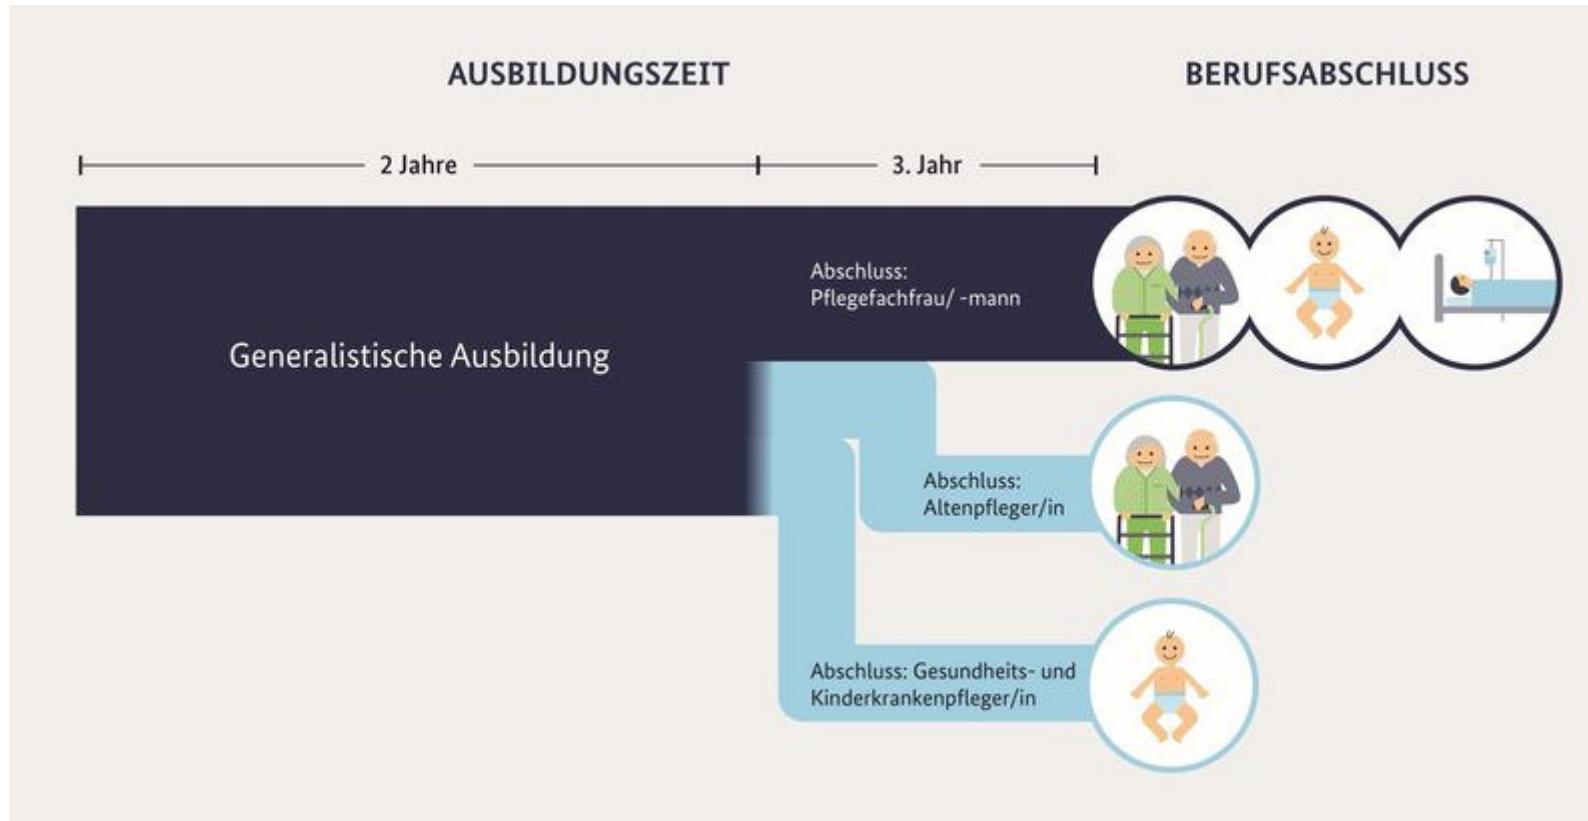 AUSBILDUNGSZEIT
BERUFSABSCHLUSS
2 Jahre
3. Jahr
Generalistische Ausbildung
Abschluss:
Pflegefachfrau/ -mann
Abschluss:
Altenpfleger/in
Abschluss: Gesundheits- und
Kinderkrankenpfleger/in